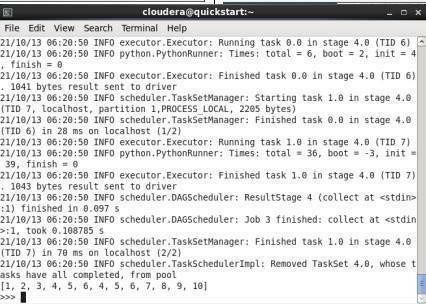 cloudera@quickstart:~
File Edit View Search Terminal Help
21/10/13 06:20:50 INFO executor.Executor: Running task 0.0 in stage 4.0 (TID 6)
21/10/13 06:20:50 INFO python.PythonRunner: Times: total = 6, boot = 2, init = 4
, finish = 0
21/10/13 06:20:50 INFO executor.Executor: Finished task 0.0 in stage 4.0 (TID 6)
. 1041 bytes result sent to driver
21/10/13 06:20:50 INFO scheduler.TaskSetManager: Starting task 1.0 in stage 4.0
(TID 7, localhost, partition 1,PROCESS_LOCAL, 2205 bytes)
21/10/13 06:20:50 INFO scheduler.TaskSetManager: Finished task 0.0 in stage 4.0
(TID 6) in 28 ms on localhost (1/2)
21/10/13 06:20:50 INFO executor.Executor: Running task 1.0 in stage 4.0 (TID 7)
21/10/13 06:20:50 INFO python.PythonRunner: Times: total = 36, boot = -3, init =
39, finish = 0
21/10/13 06:20:50 INFO executor.Executor: Finished task 1.0 in stage 4.0 (TID 7)
. 1043 bytes result sent to driver
21/10/13 06:20:50 INFO scheduler.DAGScheduler: ResultStage 4 (collect at <stdin>
:1) finished in 0.097 s
21/10/13 06:20:50 INFO scheduler.DAGScheduler: Job 3 finished: collect at <stdin
>:1, took 0.108785 s
21/10/13 06:20:50 INFO scheduler.TaskSetManager: Finished task 1.0 in stage 4.0
(TID 7) in 70 ms on localhost (2/2)
21/10/13 06:20:50 INFO scheduler.TaskSchedulerImpl: Removed TaskSet 4.0, whose t
asks have all completed, from pool
[1, 2, 3, 4, 5, 6, 4, 5, 6, 7, 8, 9, 10]
>>>